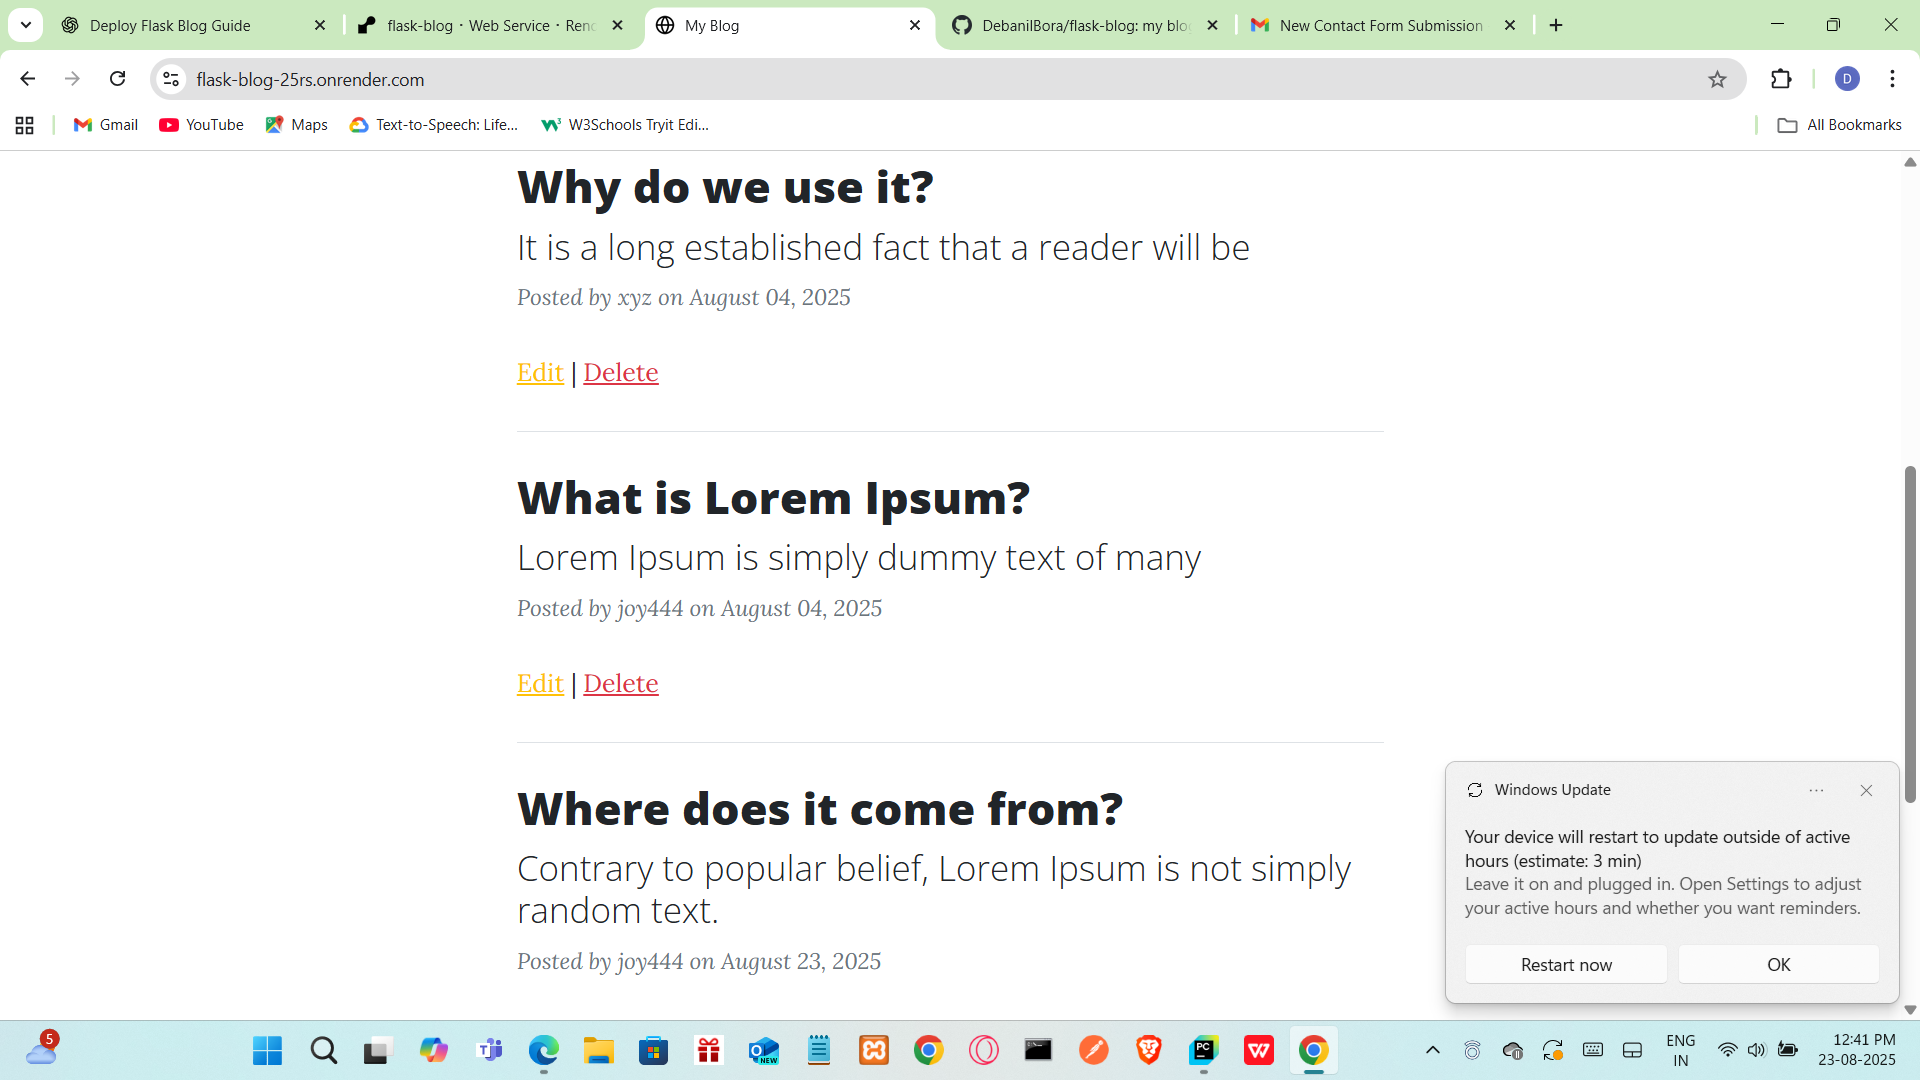 Deploy Flask Blog Guide
flask-blog · Web Service · Ren
My Blog
DebanilBora/flask-blog: my blo
New Contact Form Submission
flask-blog-25rs.onrender.com
D
Gmail
YouTube
Maps
Text-to-Speech: Life...
W3Schools Tryit Edi...
All Bookmarks
Why do we use it?
It is a long established fact that a reader will be
Posted by xyz on August 04, 2025
Edit | Delete
What is Lorem Ipsum?
Lorem Ipsum is simply dummy text of many
Posted by joy444 on August 04, 2025
Edit | Delete
Where does it come from?
Contrary to popular belief, Lorem Ipsum is not simply
random text.
Posted by joy444 on August 23, 2025
Windows Update
Your device will restart to update outside of active
hours (estimate: 3 min)
Leave it on and plugged in. Open Settings to adjust
your active hours and whether you want reminders.
Restart now
OK
5
NEW
PC
ENG
IN
12:41 PM
23-08-2025